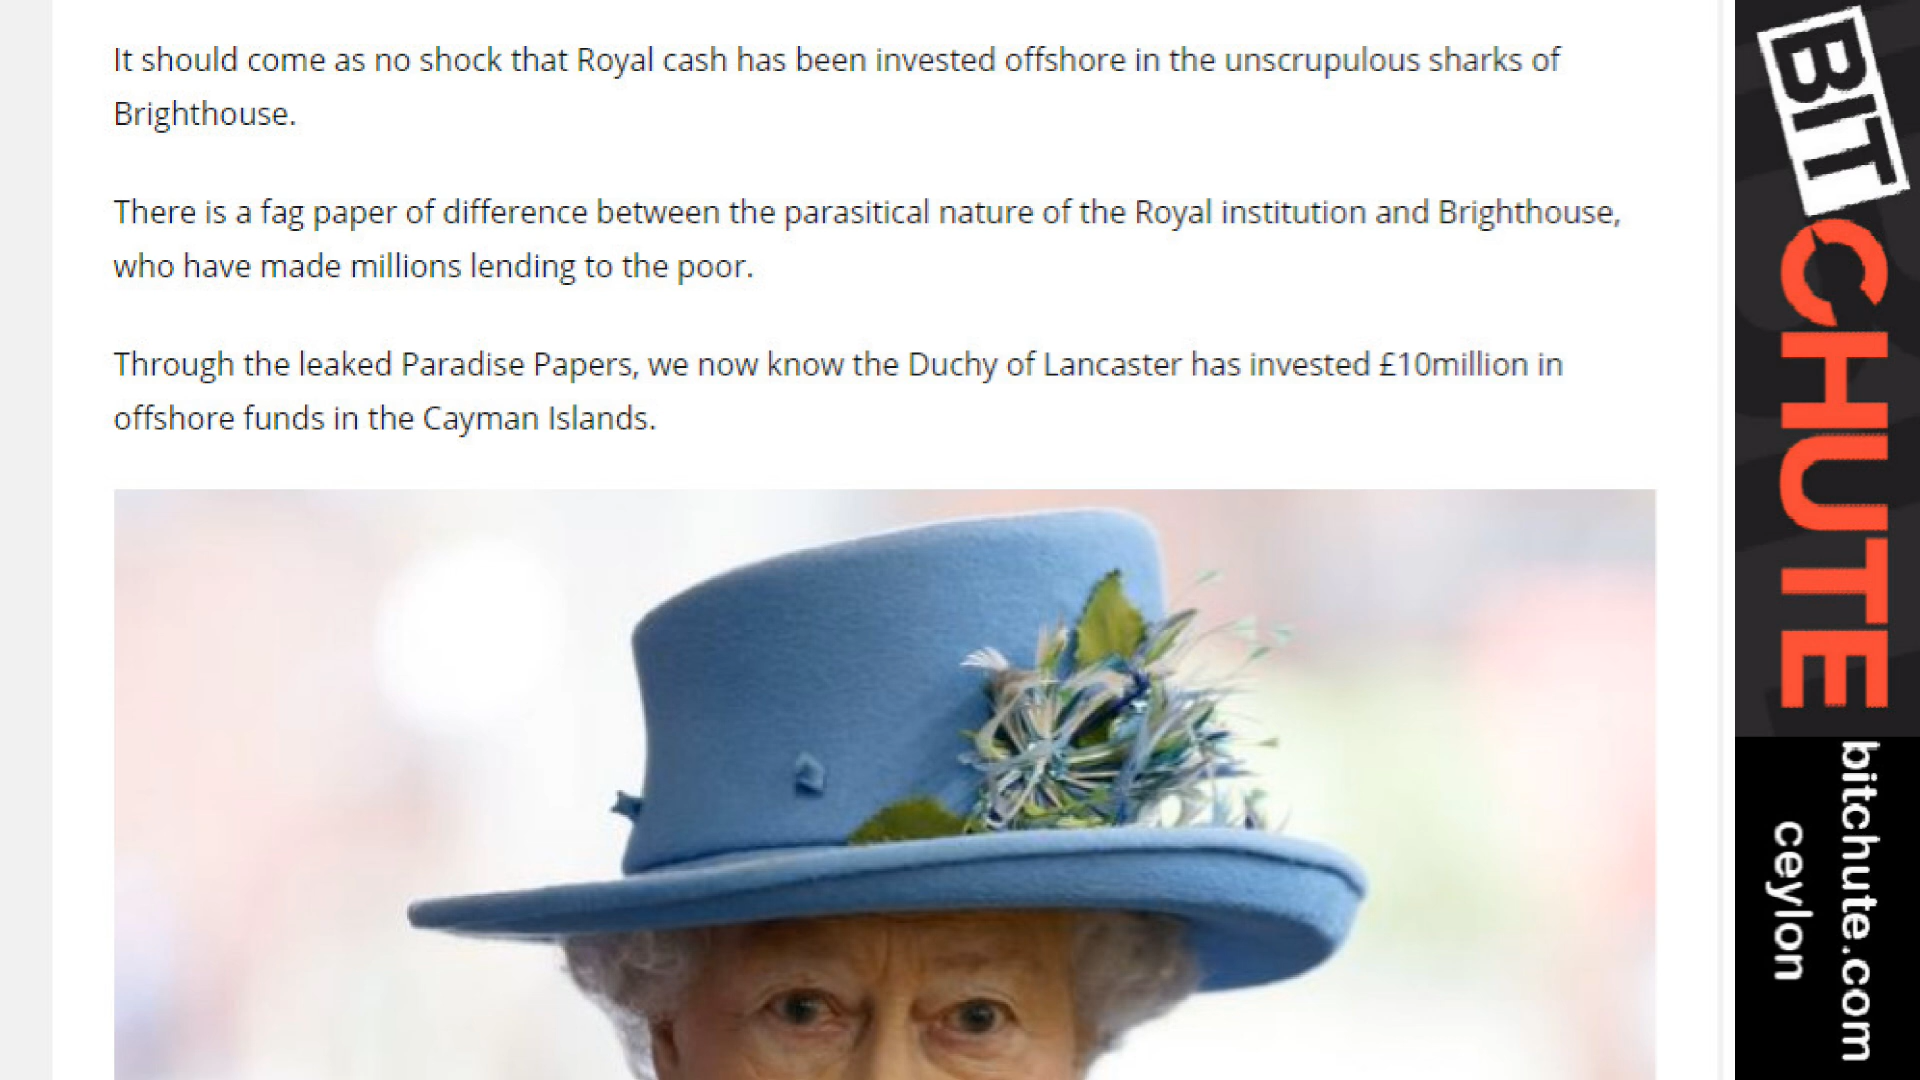 It should come as no shock that Royal cash has been invested offshore in the unscrupulous sharks of
Brighthouse.
There is a fag paper of difference between the parasitical nature of the Royal institution and Brighthouse,
who have made millions lending to the poor.
Through the leaked Paradise Papers, we now know the Duchy of Lancaster has invested £10million in
offshore funds in the Cayman Islands.
BITCHUTE
bitchute.com
ceylon